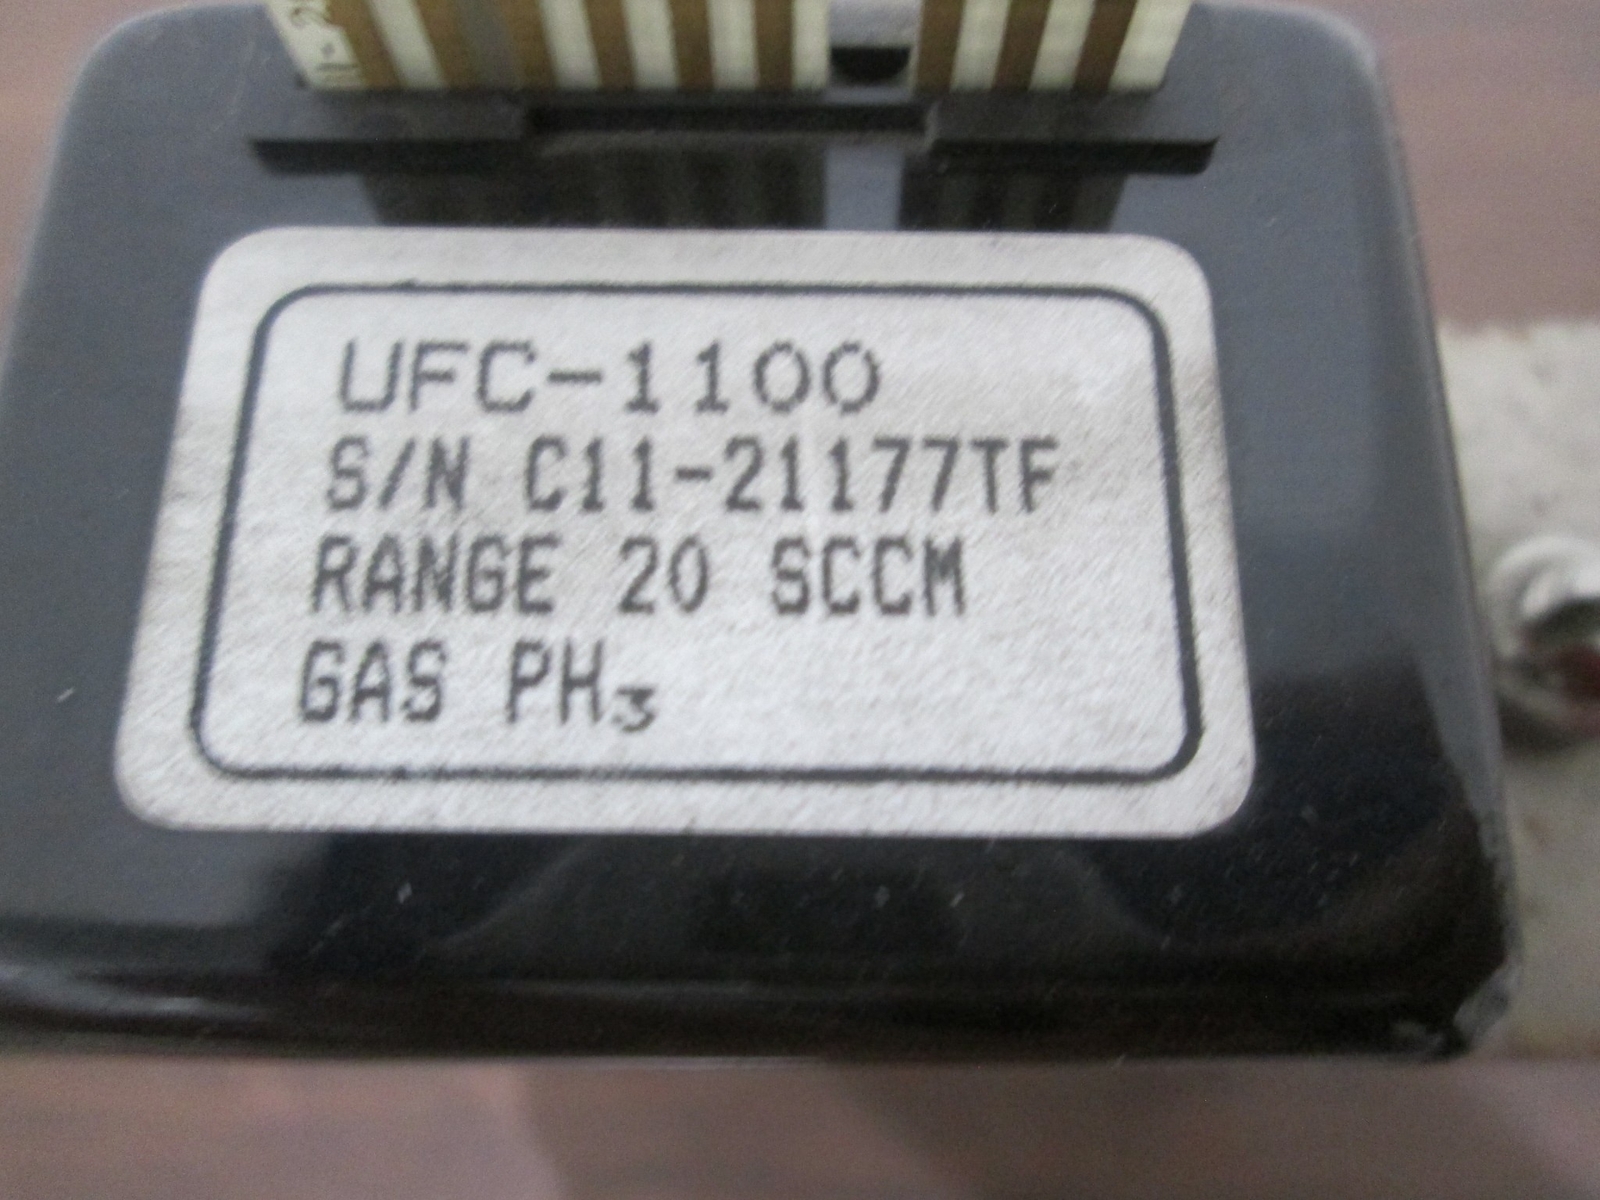 UFC-1100
S/N C11-21177TF
RANGE 20 SCCM
GAS PH₃